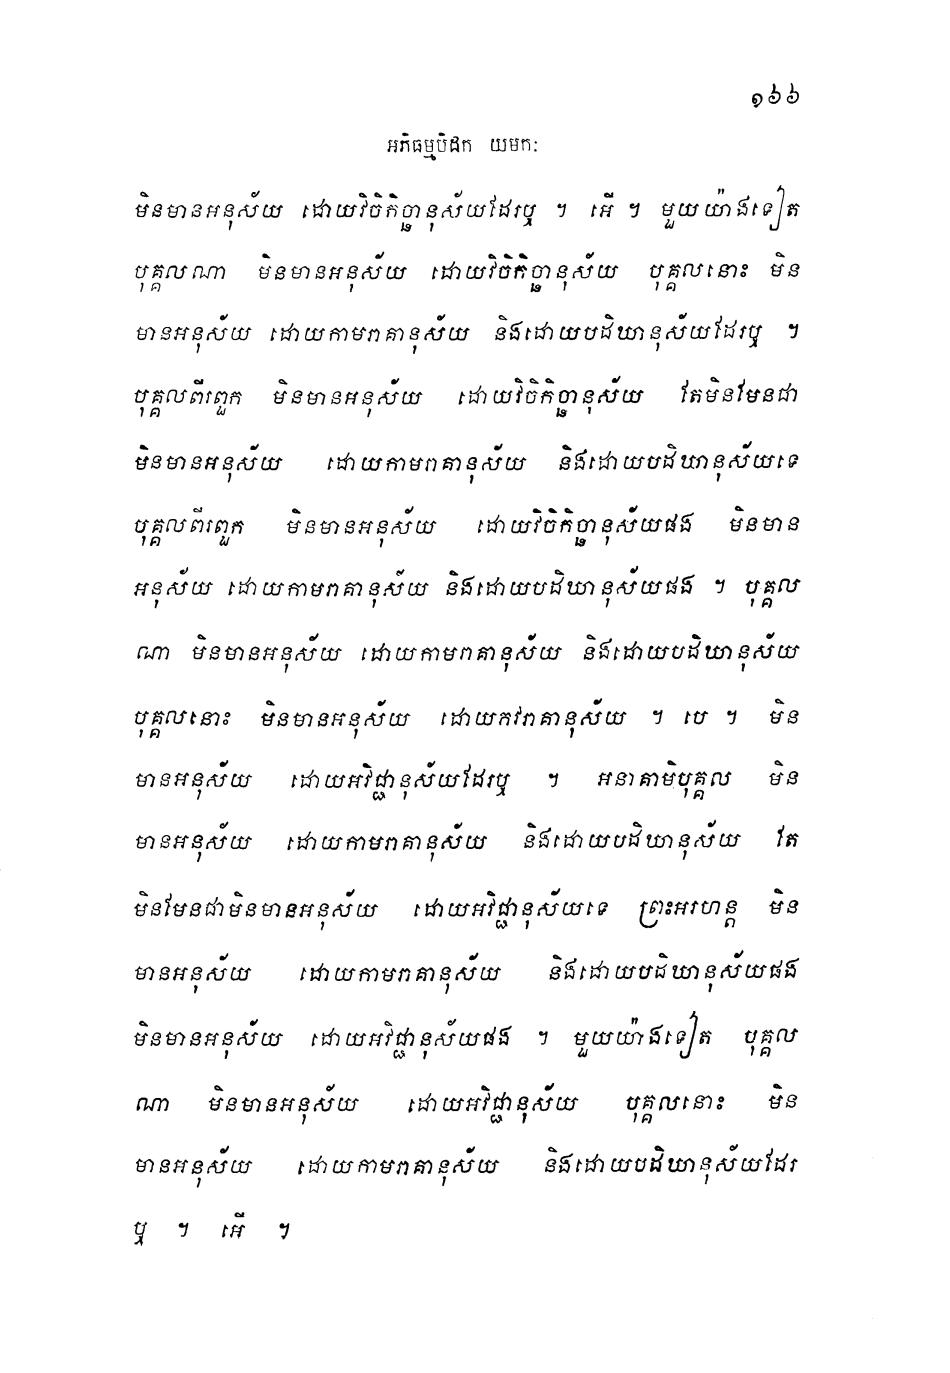 ១៦៦
អភិធម្មបិដក យមកៈ
មិនមានអនុស័យ ដោយវិចិកិច្ឆានុស័យដែរឬ ។ អើ ។ មួយយ៉ាងទៀត
បុគ្គលណា មិនមានអនុស័យ ដោយវិចិកិច្ឆានុស័យ បុគ្គលនោះ មិន
មានអនុស័យ ដោយកាមរាគានុស័យ និងដោយបដិឃានុស័យដែរឬ ។
បុគ្គលពីរពួក មិនមានអនុស័យ ដោយវិចិកិច្ឆានុស័យ តែមិនមែនជា
មិនមានអនុស័យ ដោយកាមរាគានុស័យ និងដោយបដិឃានុស័យទេ
បុគ្គលពីរពួក មិនមានអនុស័យ ដោយវិចិកិច្ឆានុស័យផង មិនមាន
អនុស័យ ដោយកាមរាគានុស័យ និងដោយបដិឃានុស័យផង ។ បុគ្គល
ណា មិនមានអនុស័យ ដោយកាមរាគានុស័យ និងដោយបដិឃានុស័យ
បុគ្គលនោះ មិនមានអនុស័យ ដោយភវរាគានុស័យ ។ បេ ។ មិន
មានអនុស័យ ដោយអវិជ្ជានុស័យដែរឬ ។ អនាគាមិបុគ្គល មិន
មានអនុស័យ ដោយកាមរាគានុស័យ និងដោយបដិឃានុស័យ តែ
មិនមែនជាមិនមានអនុស័យ ដោយអវិជ្ជានុស័យទេ ព្រះអរហន្ត មិន
មានអនុស័យ ដោយកាមរាគានុស័យ និងដោយបដិឃានុស័យផង
មិនមានអនុស័យ ដោយអវិជ្ជានុស័យផង ។ មួយយ៉ាងទៀត បុគ្គល
ណា មិនមានអនុស័យ ដោយអវិជ្ជានុស័យ បុគ្គលនោះ មិន
មានអនុស័យ ដោយកាមរាគានុស័យ និងដោយបដិឃានុស័យដែរ
ឬ ។ អើ ។